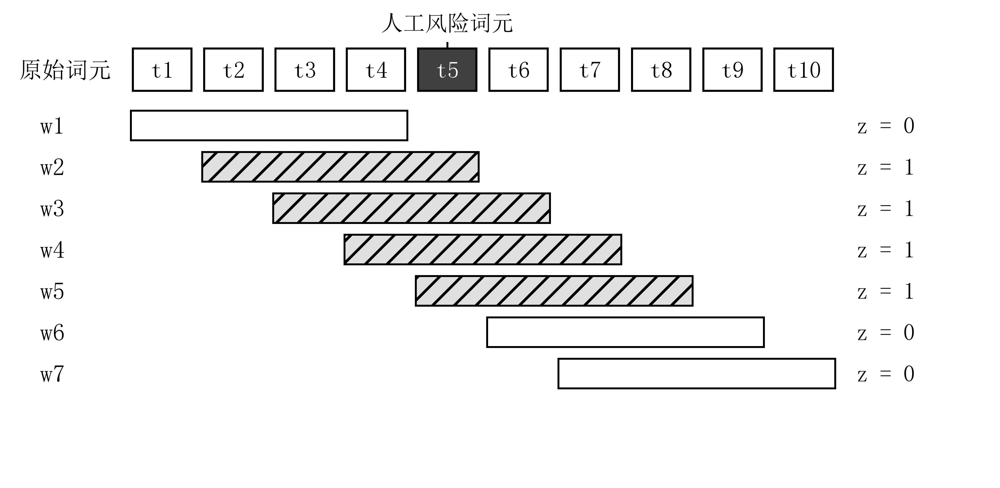 人工风险词元
原始词元 t1 t2 t3 t4 t5 t6 t7 t8 t9 t10
w1 z = 0
w2 z = 1
w3 z = 1
w4 z = 1
w5 z = 1
w6 z = 0
w7 z = 0